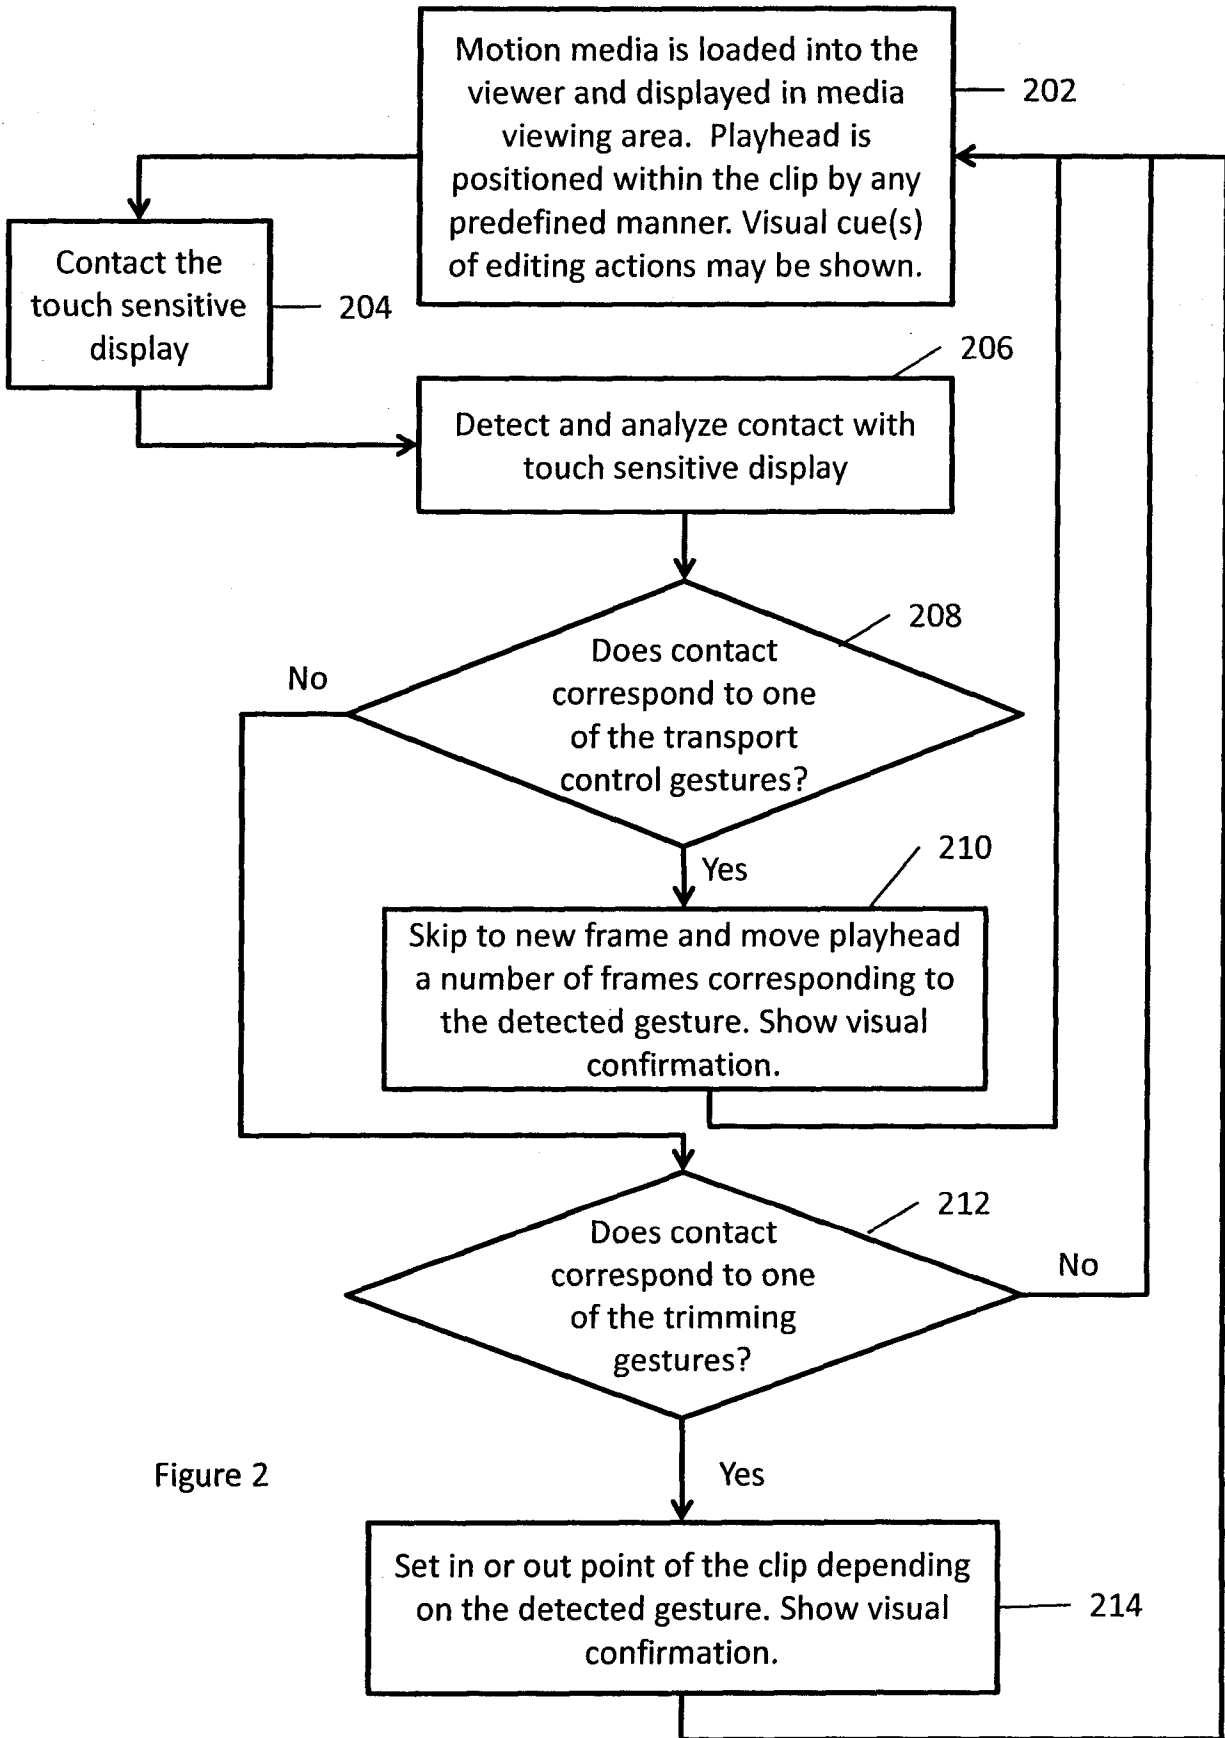 Motion media is loaded into the
viewer and displayed in media
viewing area. Playhead is
positioned within the clip by any
predefined manner. Visual cue(s)
of editing actions may be shown.
202
Contact the
touch sensitive
display
204
206
Detect and analyze contact with
touch sensitive display
208
Does contact
correspond to one
of the transport
control gestures?
No
Yes
210
Skip to new frame and move playhead
a number of frames corresponding to
the detected gesture. Show visual
confirmation.
212
Does contact
correspond to one
of the trimming
gestures?
No
Yes
Figure 2
Set in or out point of the clip depending
on the detected gesture. Show visual
confirmation.
214